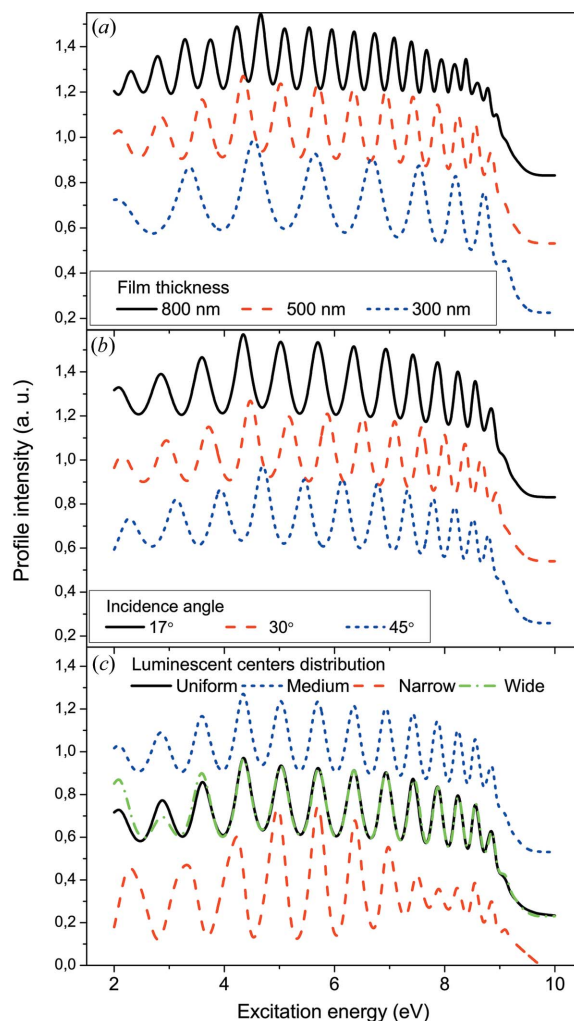 (a)
1,4
1,2
1,0
0,8
0,6
0,4
0,2
Film thickness
800 nm 500 nm 300 nm
(b)
1,4
1,2
1,0
0,8
0,6
0,4
0,2
Incidence angle
17° 30° 45°
Profile intensity (a. u.)
(c) Luminescent centers distribution
Uniform Medium Narrow Wide
1,4
1,2
1,0
0,8
0,6
0,4
0,2
0,0
2 4 6 8 10
Excitation energy (eV)